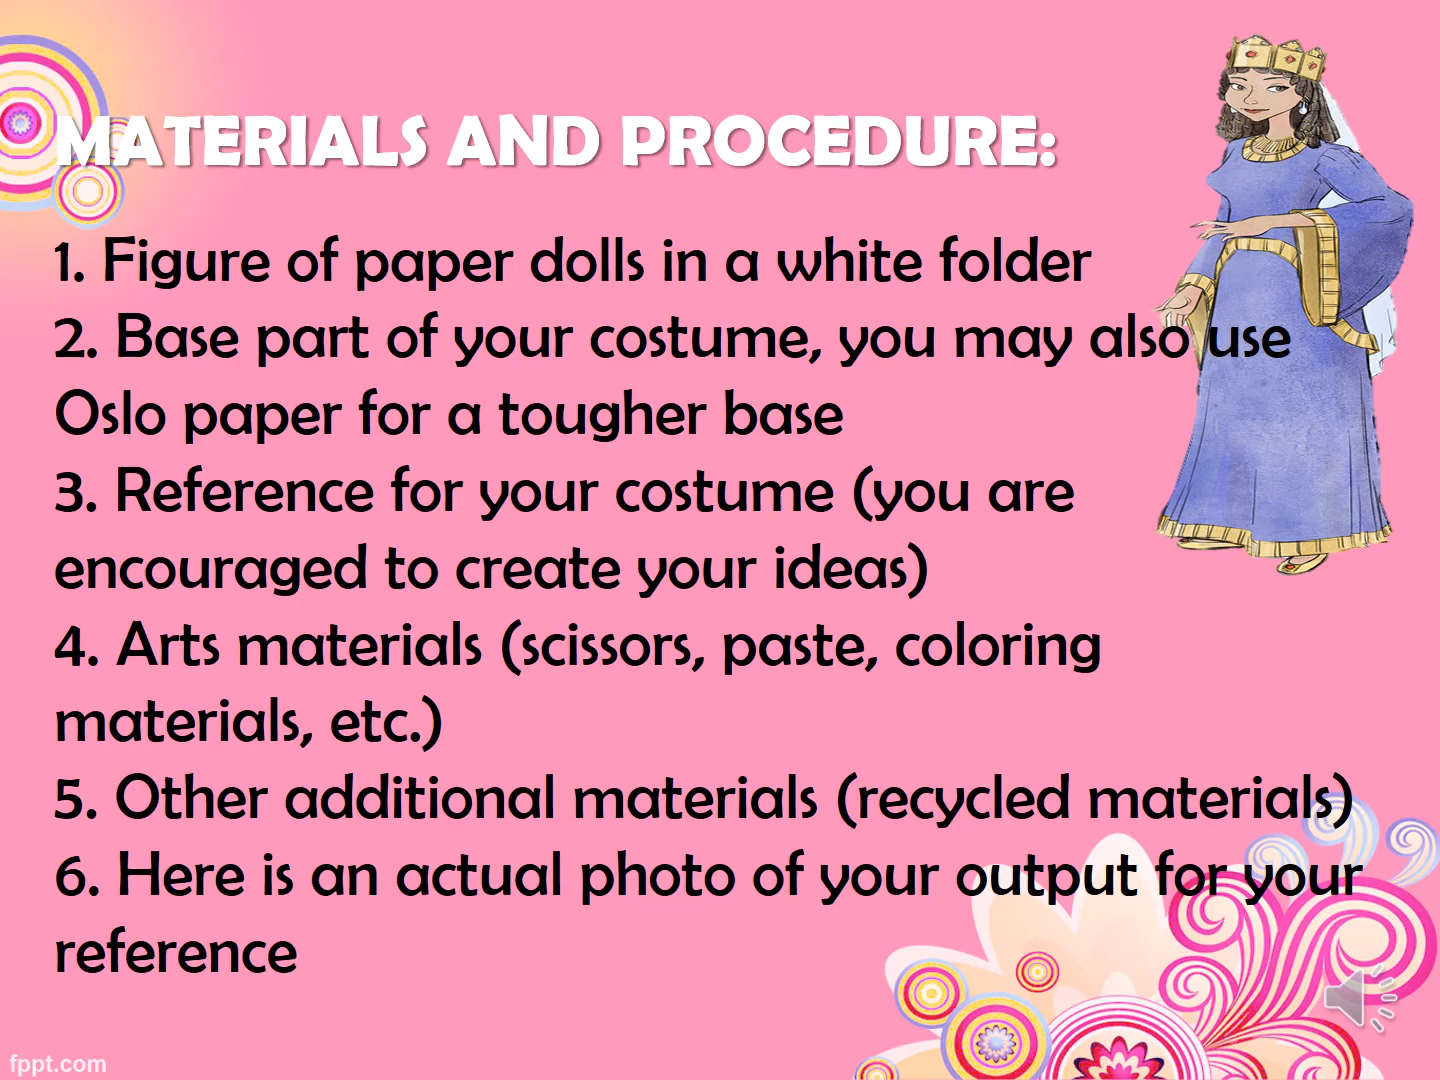 MATERIALS AND PROCEDURE:
1. Figure of paper dolls in a white folder
2. Base part of your costume, you may also use
Oslo paper for a tougher base
3. Reference for your costume (you are
encouraged to create your ideas)
4. Arts materials (scissors, paste, coloring
materials, etc.)
5. Other additional materials (recycled materials)
6. Here is an actual photo of your output for your
reference
fppt.com